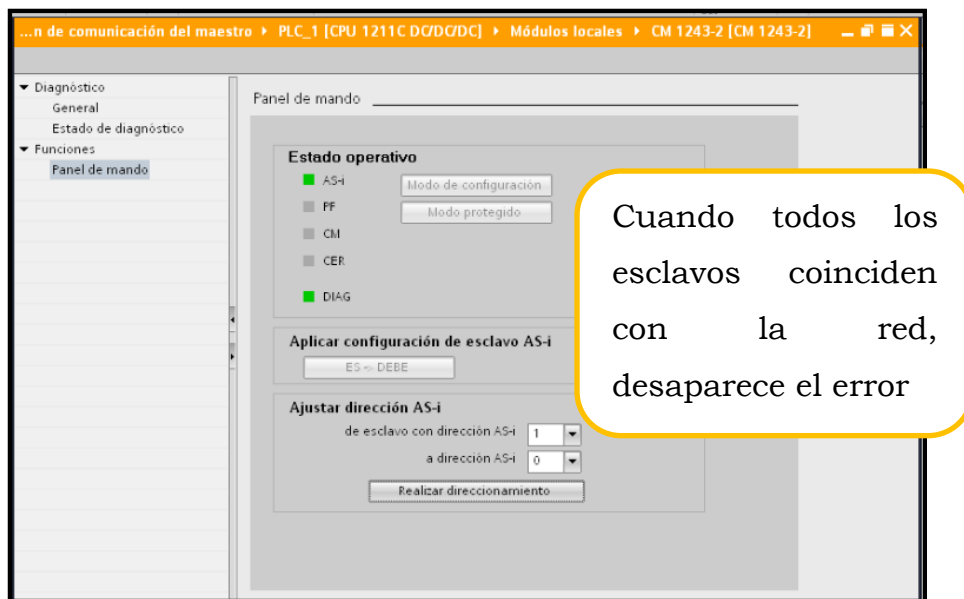 ...n de comunicación del maestro ▸ PLC_1 [CPU 1211C DC/DC/DC] ▸ Módulos locales ▸ CM 1243-2 [CM 1243-2]
Diagnóstico
General
Estado de diagnóstico
Funciones
Panel de mando
Panel de mando
Estado operativo
AS-i
Modo de configuración
PF
Modo protegido
CM
CER
DIAG
Aplicar configuración de esclavo AS-i
ES -> DEBE
Ajustar dirección AS-i
de esclavo con dirección AS-i 1
a dirección AS-i 0
Realizar direccionamiento
Cuando todos los
esclavos coinciden
con la red,
desaparece el error